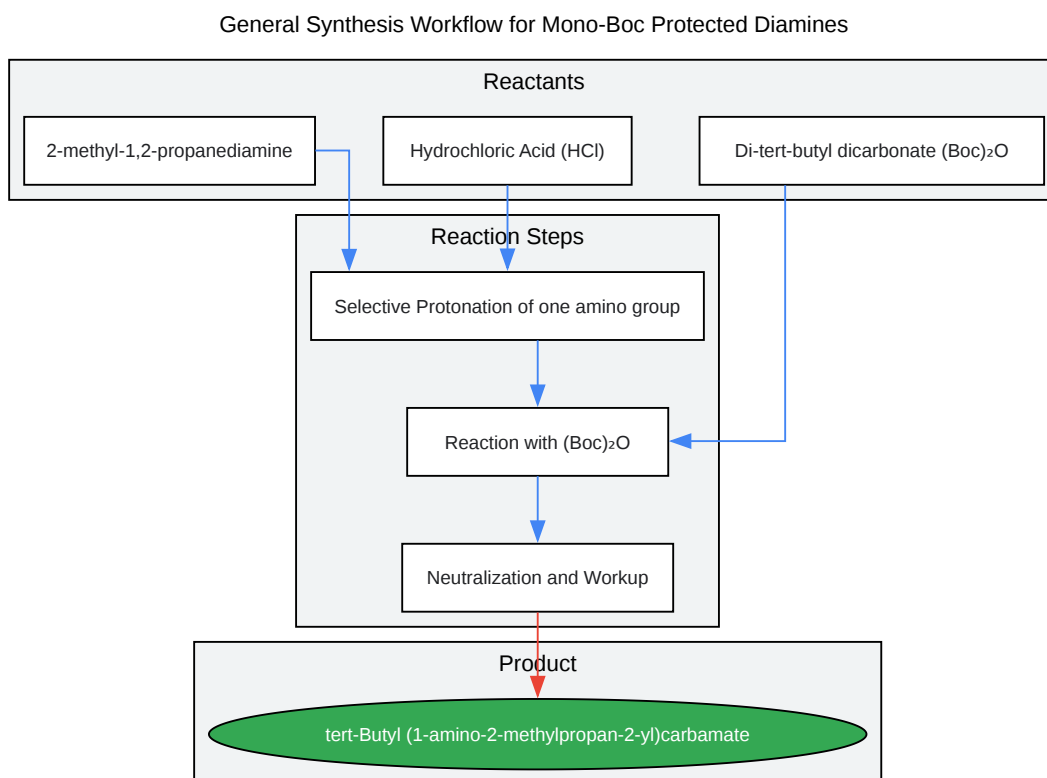 General Synthesis Workflow for Mono-Boc Protected Diamines
Reactants
2-methyl-1,2-propanediamine
Hydrochloric Acid (HCl)
Di-tert-butyl dicarbonate (Boc)₂O
Reaction Steps
Selective Protonation of one amino group
Reaction with (Boc)₂O
Neutralization and Workup
Product
tert-Butyl (1-amino-2-methylpropan-2-yl)carbamate